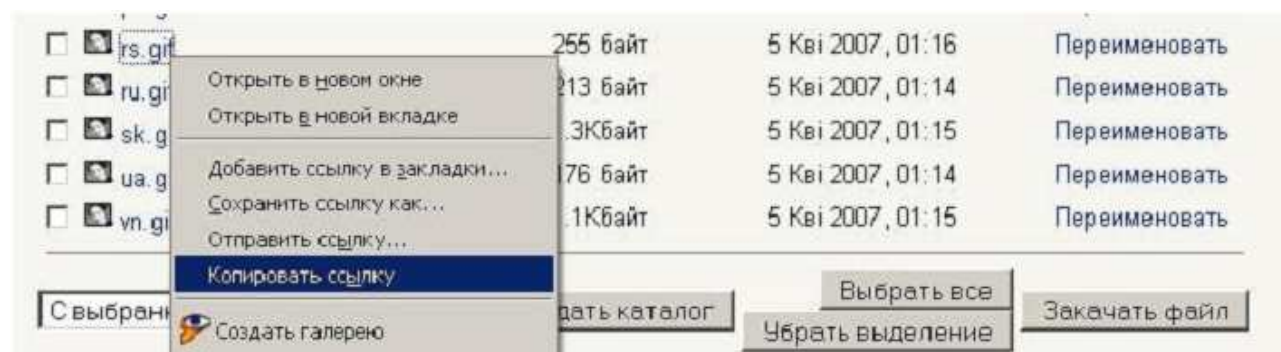 rs.gif 255 байт 5 Кві 2007, 01:16 Переименовать
ru.gif 213 байт 5 Кві 2007, 01:14 Переименовать
sk.g .3Кбайт 5 Кві 2007, 01:15 Переименовать
ua.g 176 байт 5 Кві 2007, 01:14 Переименовать
vn.gi .1Кбайт 5 Кві 2007, 01:15 Переименовать
Открыть в новом окне
Открыть в новой вкладке
Добавить ссылку в закладки...
Сохранить ссылку как...
Отправить ссылку...
Копировать ссылку
Создать галерею
С выбранн дать каталог Выбрать все Закачать файл
Убрать выделение